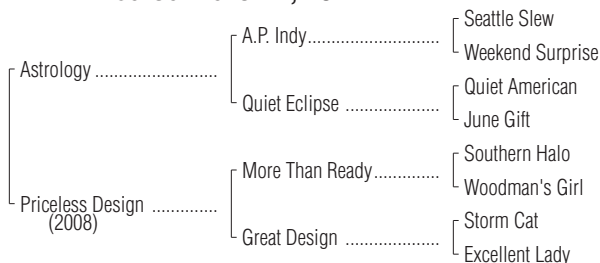 Seattle Slew
A.P. Indy........................................
Weekend Surprise
Astrology .....................................
Quiet American
Quiet Eclipse .............................
June Gift
Southern Halo
More Than Ready....................
Woodman's Girl
Priceless Design ....................
(2008)
Storm Cat
Great Design .............................
Excellent Lady